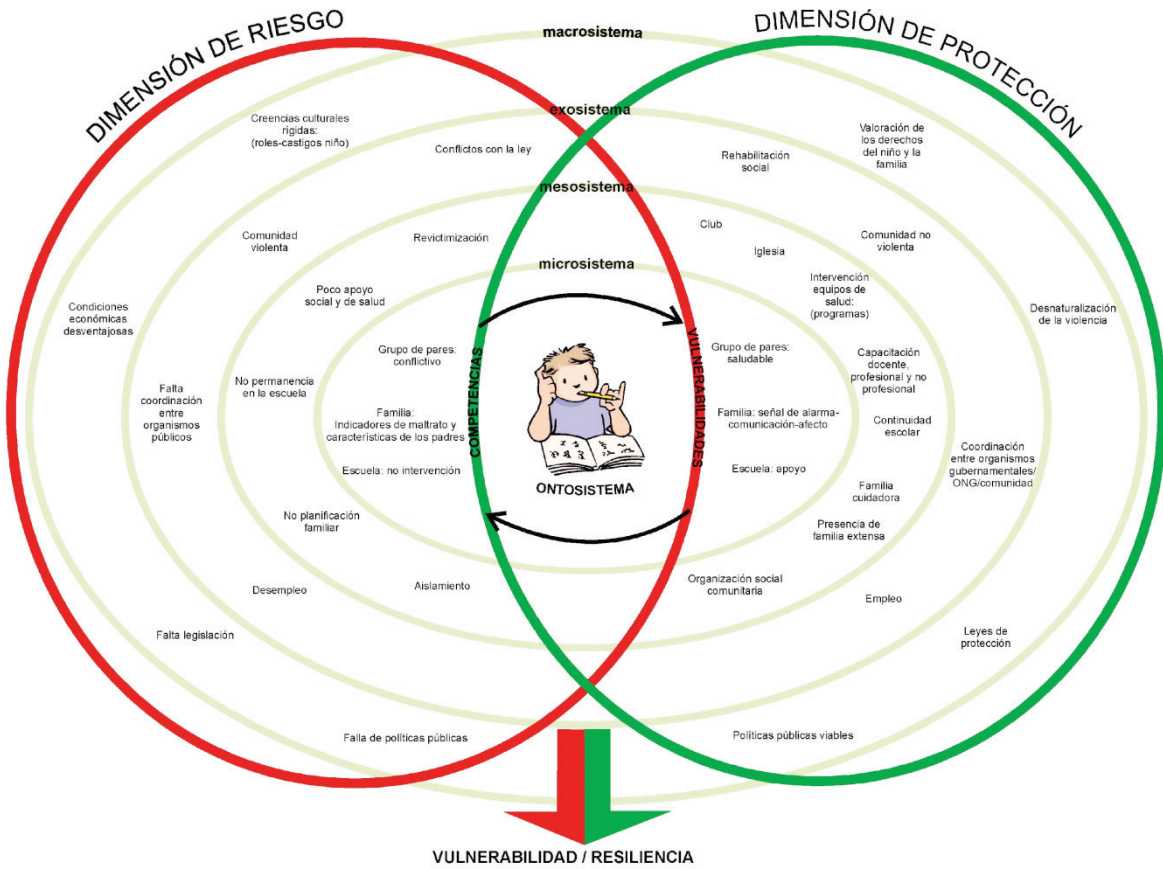 DIMENSIÓN DE RIESGO
DIMENSIÓN DE PROTECCIÓN
macrosistema
exosistema
mesosistema
microsistema
Creencias culturales
rígidas:
(roles-castigos niño)
Conflictos con la ley
Comunidad
violenta
Revictimización
Poco apoyo
social y de salud
Condiciones
económicas
desventajosas
Grupo de pares:
conflictivo
No permanencia
en la escuela
Falta
coordinación
entre
organismos
públicos
Familia:
Indicadores de maltrato y
características de los padres
Escuela: no intervención
No planificación
familiar
Desempleo
Aislamiento
Falta legislación
Falla de políticas públicas
COMPETENCIAS
ONTOSISTEMA
VULNERABILIDADES
Valoración de
los derechos
del niño y la
familia
Rehabilitación
social
Club
Iglesia
Comunidad no
violenta
Intervención
equipos de
salud:
(programas)
Desnaturalización
de la violencia
Grupo de pares:
saludable
Capacitación
docente,
profesional y no
profesional
Familia: señal de alarma-
comunicación-afecto
Continuidad
escolar
Escuela: apoyo
Coordinación
entre organismos
gubernamentales/
ONG/comunidad
Familia
cuidadora
Presencia de
familia extensa
Organización social
comunitaria
Empleo
Leyes de
protección
Políticas públicas viables
VULNERABILIDAD / RESILIENCIA